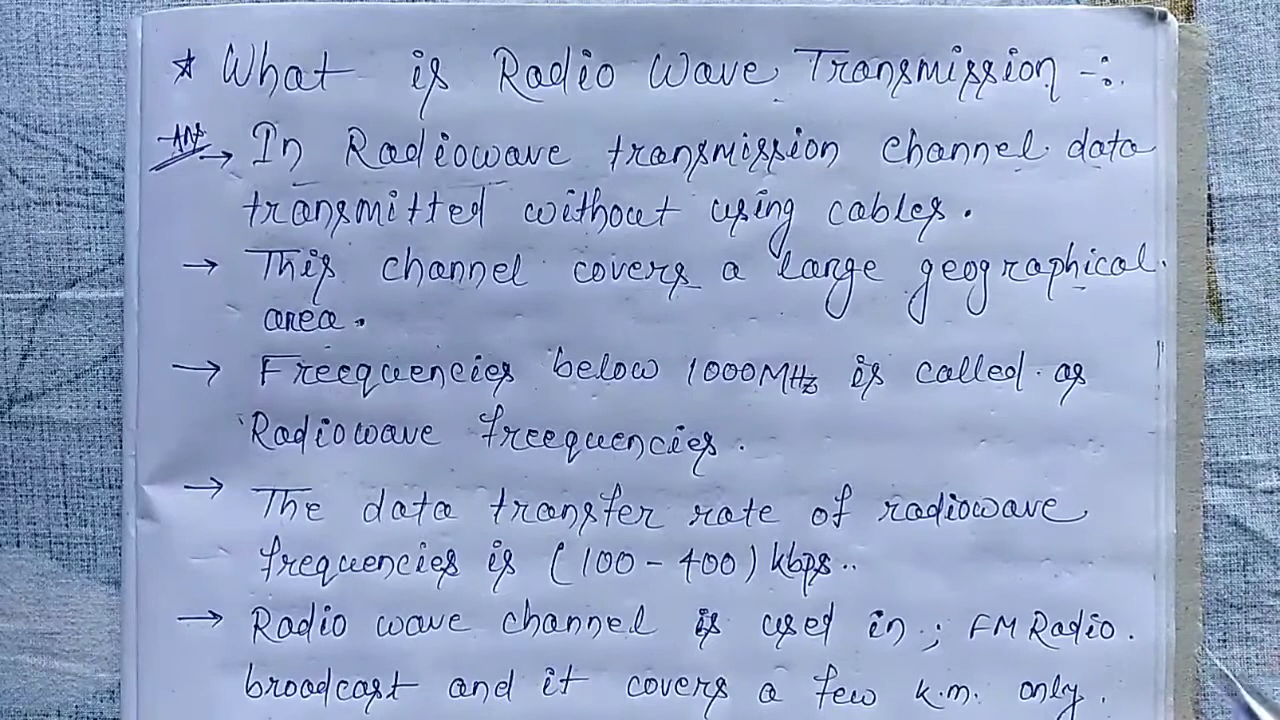 * What is Radio Wave Transmission -:
Ans → In Radiowave transmission channel data
transmitted without using cables.
→ This channel covers a large geographical
area.
→ Freequencies below 1000MHz is called as
Radiowave freequencies.
→ The data transfer rate of radiowave
frequencies is (100-400) kbps..
→ Radio wave channel is used in; FM Radio.
broadcast and it covers a few k.m. only.